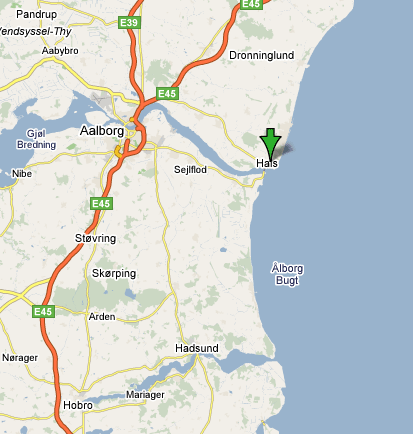 Pandrup
E45
E39
Vendsyssel-Thy
Aabybro
Dronninglund
E45
Aalborg
Gjøl
Bredning
Hals
Nibe
Sejlflod
E45
Støvring
Skørping
Ålborg
Bugt
E45
Arden
Hadsund
Nørager
Mariager
Hobro